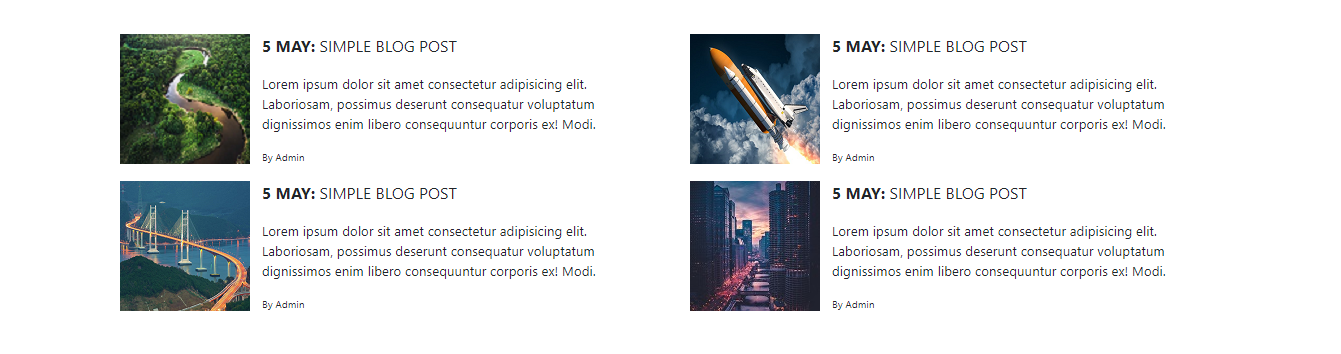 5 MAY: SIMPLE BLOG POST
Lorem ipsum dolor sit amet consectetur adipisicing elit.
Laboriosam, possimus deserunt consequatur voluptatum
dignissimos enim libero consequuntur corporis ex! Modi.
By Admin
5 MAY: SIMPLE BLOG POST
Lorem ipsum dolor sit amet consectetur adipisicing elit.
Laboriosam, possimus deserunt consequatur voluptatum
dignissimos enim libero consequuntur corporis ex! Modi.
By Admin
5 MAY: SIMPLE BLOG POST
Lorem ipsum dolor sit amet consectetur adipisicing elit.
Laboriosam, possimus deserunt consequatur voluptatum
dignissimos enim libero consequuntur corporis ex! Modi.
By Admin
5 MAY: SIMPLE BLOG POST
Lorem ipsum dolor sit amet consectetur adipisicing elit.
Laboriosam, possimus deserunt consequatur voluptatum
dignissimos enim libero consequuntur corporis ex! Modi.
By Admin